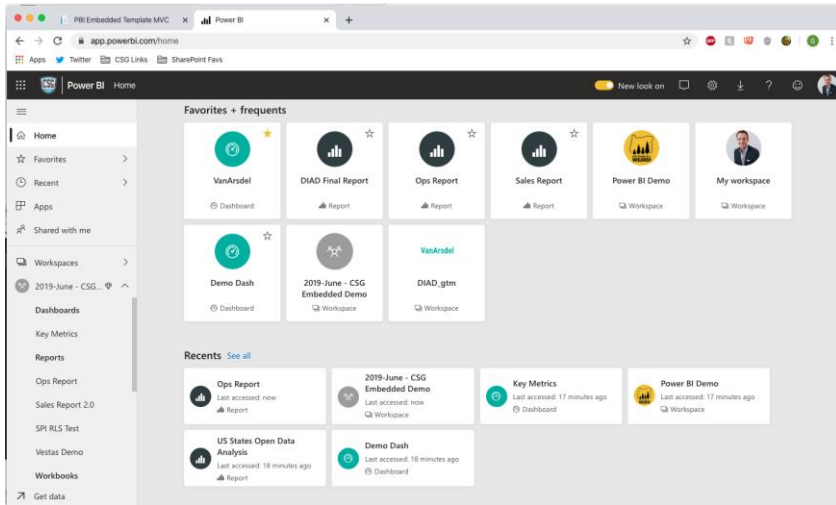 PBI Embedded Template MVC
Power BI
app.powerbi.com/home
Apps
Twitter
CSG Links
SharePoint Favs
CSG
Power BI
Home
New look on
Home
Favorites
Recent
Apps
Shared with me
Workspaces
2019-June - CSG...
Dashboards
Key Metrics
Reports
Ops Report
Sales Report 2.0
SPI RLS Test
Vestas Demo
Workbooks
Get data
Favorites + frequents
VanArsdel
Dashboard
DIAD Final Report
Report
Ops Report
Report
Sales Report
Report
Power BI Demo
Workspace
My workspace
Workspace
Demo Dash
Dashboard
2019-June - CSG
Embedded Demo
Workspace
VanArsdel
DIAD_gtm
Workspace
Recents See all
Ops Report
Last accessed: now
Report
2019-June - CSG
Embedded Demo
Last accessed: now
Workspace
Key Metrics
Last accessed: 17 minutes ago
Dashboard
Power BI Demo
Last accessed: 17 minutes ago
Workspace
US States Open Data
Analysis
Last accessed: 18 minutes ago
Report
Demo Dash
Last accessed: 18 minutes ago
Dashboard